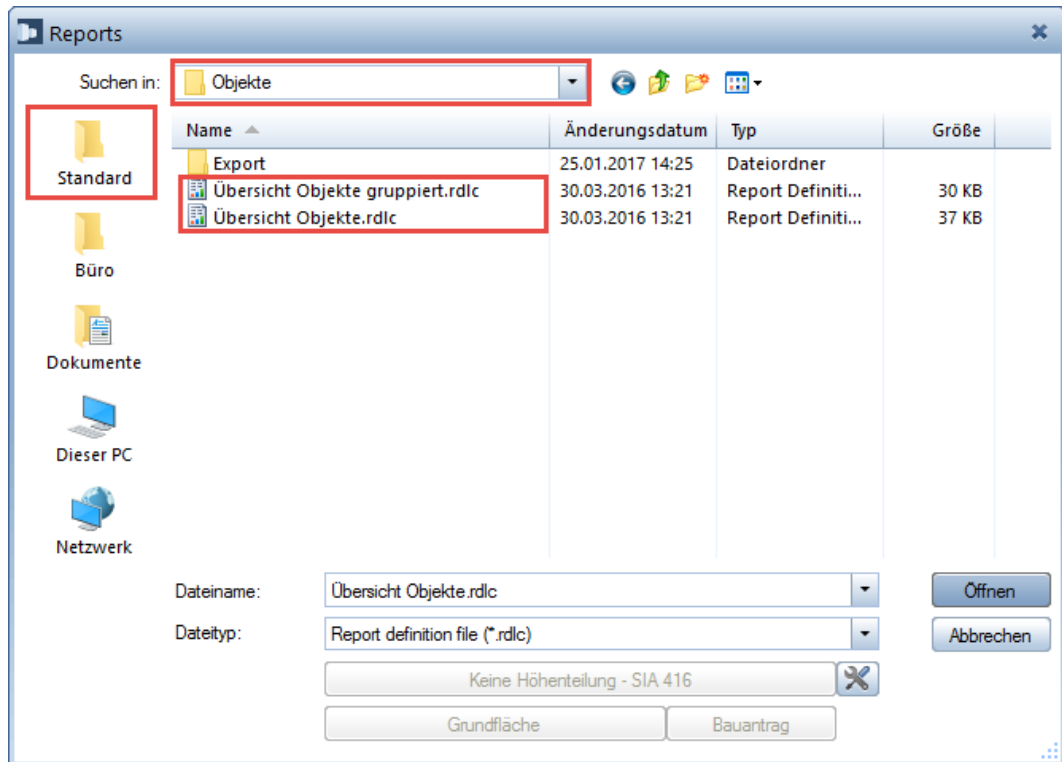 Reports
Suchen in:
Objekte
Name Änderungsdatum Typ Größe
Export 25.01.2017 14:25 Dateiordner
Übersicht Objekte gruppiert.rdlc 30.03.2016 13:21 Report Definiti... 30 KB
Übersicht Objekte.rdlc 30.03.2016 13:21 Report Definiti... 37 KB
Standard
Büro
Dokumente
Dieser PC
Netzwerk
Dateiname: Übersicht Objekte.rdlc Öffnen
Dateityp: Report definition file (*.rdlc) Abbrechen
Keine Höhenteilung - SIA 416
Grundfläche Bauantrag